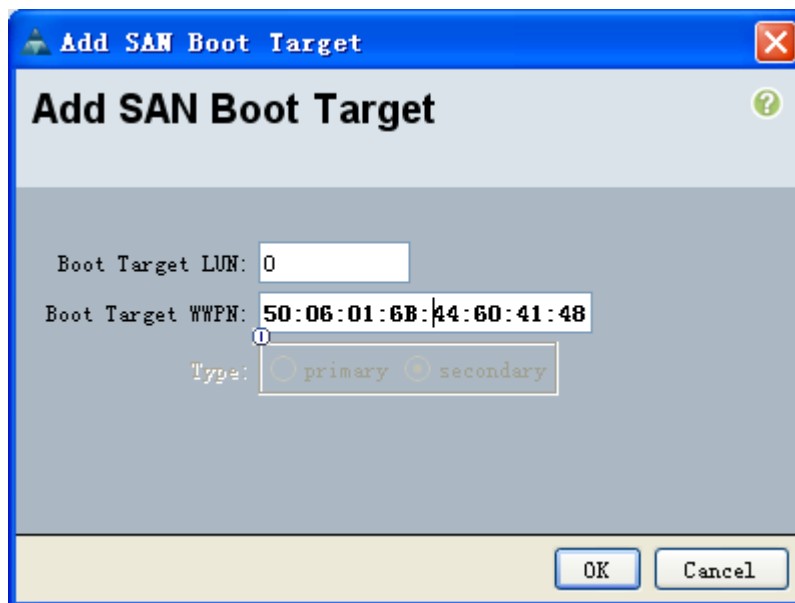 Add SAN Boot Target
Add SAN Boot Target
Boot Target LUN: 0
Boot Target WWPN: 50:06:01:6B:44:60:41:48
Type: primary secondary
OK Cancel